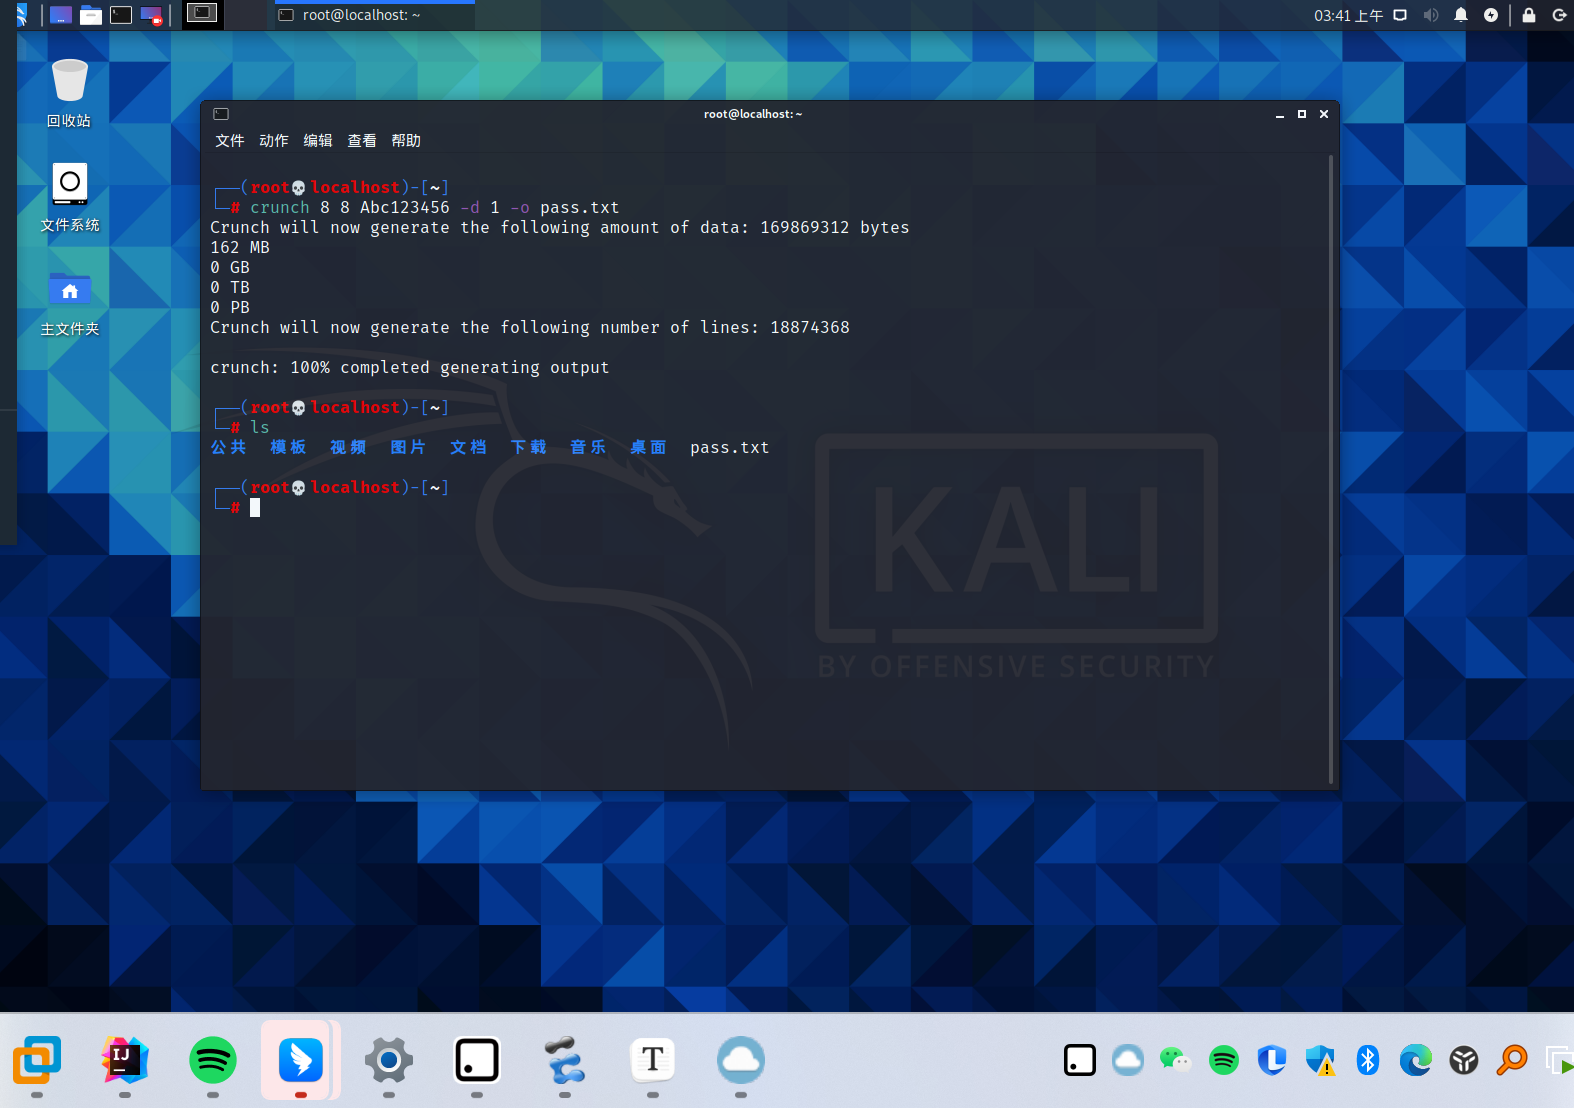 root@localhost: ~
03:41 上午
回收站
文件系统
主文件夹
root@localhost: ~
文件 动作 编辑 查看 帮助
┌──(root💀localhost)-[~]
└─# crunch 8 8 Abc123456 -d 1 -o pass.txt
Crunch will now generate the following amount of data: 169869312 bytes
162 MB
0 GB
0 TB
0 PB
Crunch will now generate the following number of lines: 18874368
crunch: 100% completed generating output
┌──(root💀localhost)-[~]
└─# ls
公共 模板 视频 图片 文档 下载 音乐 桌面 pass.txt
┌──(root💀localhost)-[~]
└─#
KALI
BY OFFENSIVE SECURITY
IJ
T